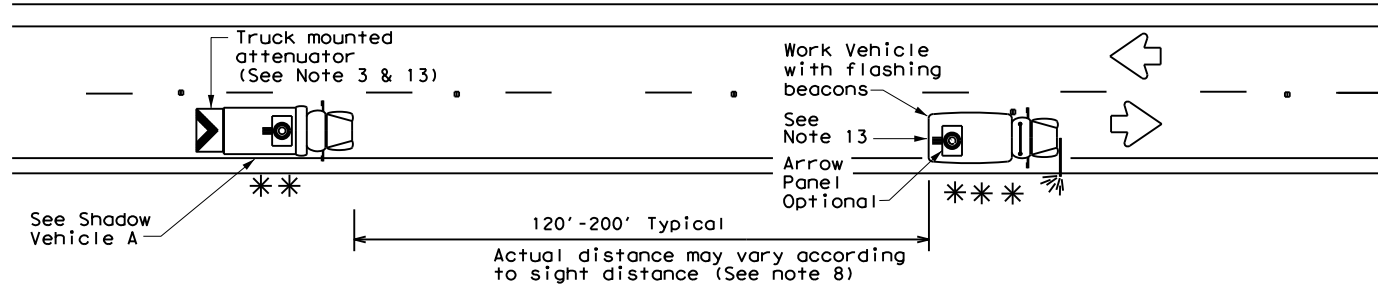 Truck mounted
attenuator
(See Note 3 & 13)
Work Vehicle
with flashing
beacons
See
Note 13
Arrow
Panel
Optional
See Shadow
Vehicle A
120'-200' Typical
Actual distance may vary according
to sight distance (See note 8)